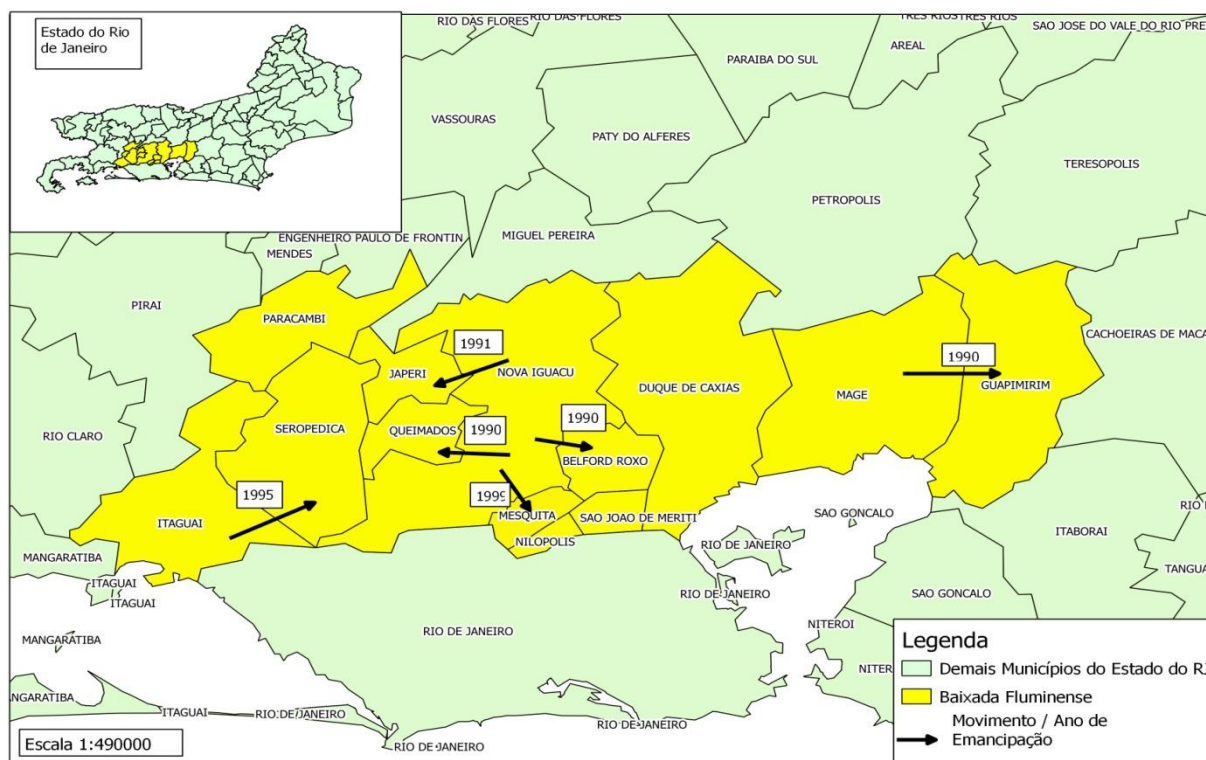 Estado do Rio
de Janeiro
RIO DAS FLORES
RIO DAS FLORES
TRES RIOS
TRES RIOS
SAO JOSE DO VALE DO RIO PRE
AREAL
PARAIBA DO SUL
VASSOURAS
PATY DO ALFERES
TERESOPOLIS
PETROPOLIS
ENGENHEIRO PAULO DE FRONTIN
MIGUEL PEREIRA
MENDES
PIRAI
PARACAMBI
CACHOEIRAS DE MACA
1991
1990
JAPERI
NOVA IGUACU
DUQUE DE CAXIAS
MAGE
GUAPIMIRIM
1990
1990
RIO CLARO
SEROPEDICA
QUEIMADOS
BELFORD ROXO
1995
1999
ITAGUAI
MESQUITA
SAO JOAO DE MERITI
SAO GONCALO
NILOPOLIS
RIO DE JANEIRO
ITABORAI
MANGARATIBA
TANGUA
ITAGUAI
ITAGUAI
RIO DE JANEIRO
SAO GONCALO
MANGARATIBA
RIO DE JANEIRO
NITEROI
NITER
ANGARATIBA
ITAGUAI
RIO DE JANEIRO
RIO DE JANEIRO
RIO DE JANEIRO
Escala 1:490000
Legenda
Demais Municípios do Estado do RJ
Baixada Fluminense
Movimento / Ano de
Emancipação